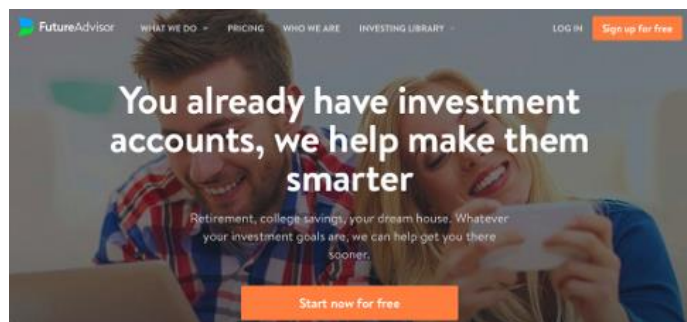 FutureAdvisor WHAT WE DO PRICING WHO WE ARE INVESTING LIBRARY LOG IN Sign up for free
You already have investment
accounts, we help make them
smarter
Retirement, college savings, your dream house. Whatever
your investment goals are, we can help get you there
sooner.
Start now for free